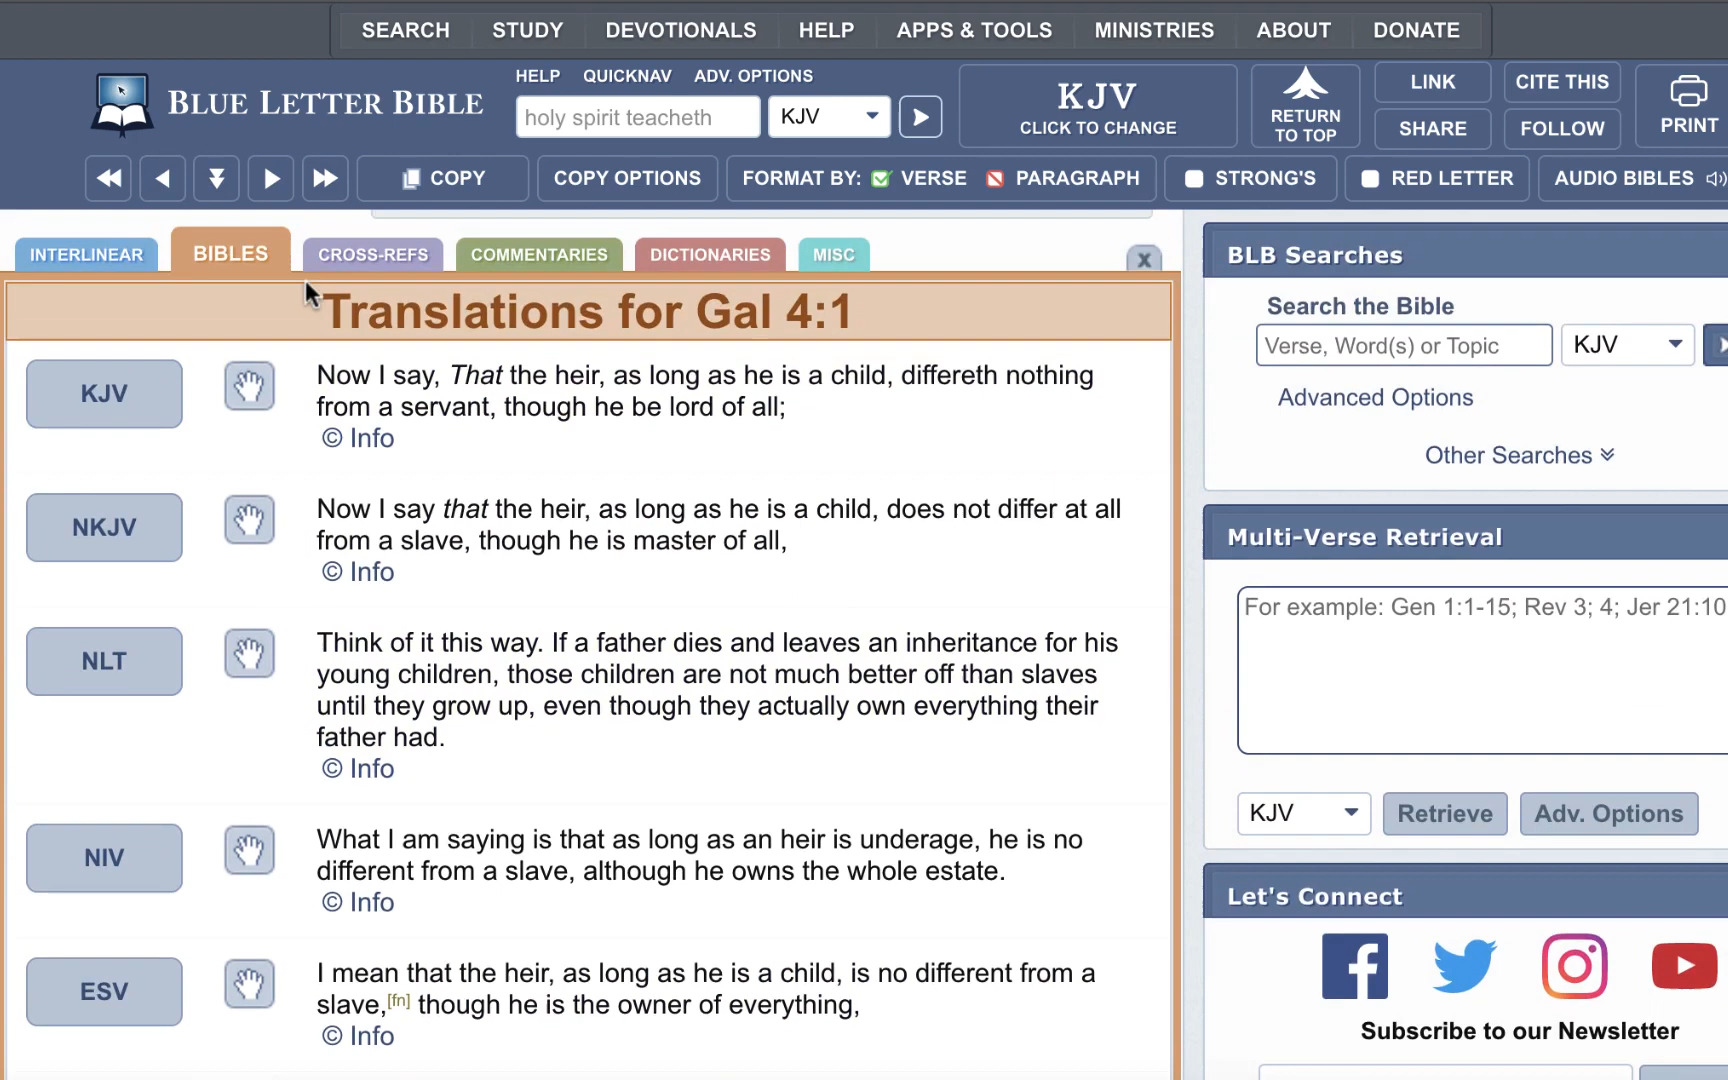 SEARCH STUDY DEVOTIONALS HELP APPS & TOOLS MINISTRIES ABOUT DONATE
BLUE LETTER BIBLE
HELP QUICKNAV ADV. OPTIONS
holy spirit teacheth KJV
KJV
CLICK TO CHANGE
RETURN
TO TOP
LINK CITE THIS
SHARE FOLLOW
PRINT
COPY COPY OPTIONS FORMAT BY: VERSE PARAGRAPH STRONG'S RED LETTER AUDIO BIBLES
INTERLINEAR BIBLES CROSS-REFS COMMENTARIES DICTIONARIES MISC X
Translations for Gal 4:1
KJV
Now I say, That the heir, as long as he is a child, differeth nothing
from a servant, though he be lord of all;
© Info
NKJV
Now I say that the heir, as long as he is a child, does not differ at all
from a slave, though he is master of all,
© Info
NLT
Think of it this way. If a father dies and leaves an inheritance for his
young children, those children are not much better off than slaves
until they grow up, even though they actually own everything their
father had.
© Info
NIV
What I am saying is that as long as an heir is underage, he is no
different from a slave, although he owns the whole estate.
© Info
ESV
I mean that the heir, as long as he is a child, is no different from a
slave,[fn] though he is the owner of everything,
© Info
BLB Searches
Search the Bible
Verse, Word(s) or Topic KJV
Advanced Options
Other Searches
Multi-Verse Retrieval
For example: Gen 1:1-15; Rev 3; 4; Jer 21:10
KJV Retrieve Adv. Options
Let's Connect
Subscribe to our Newsletter